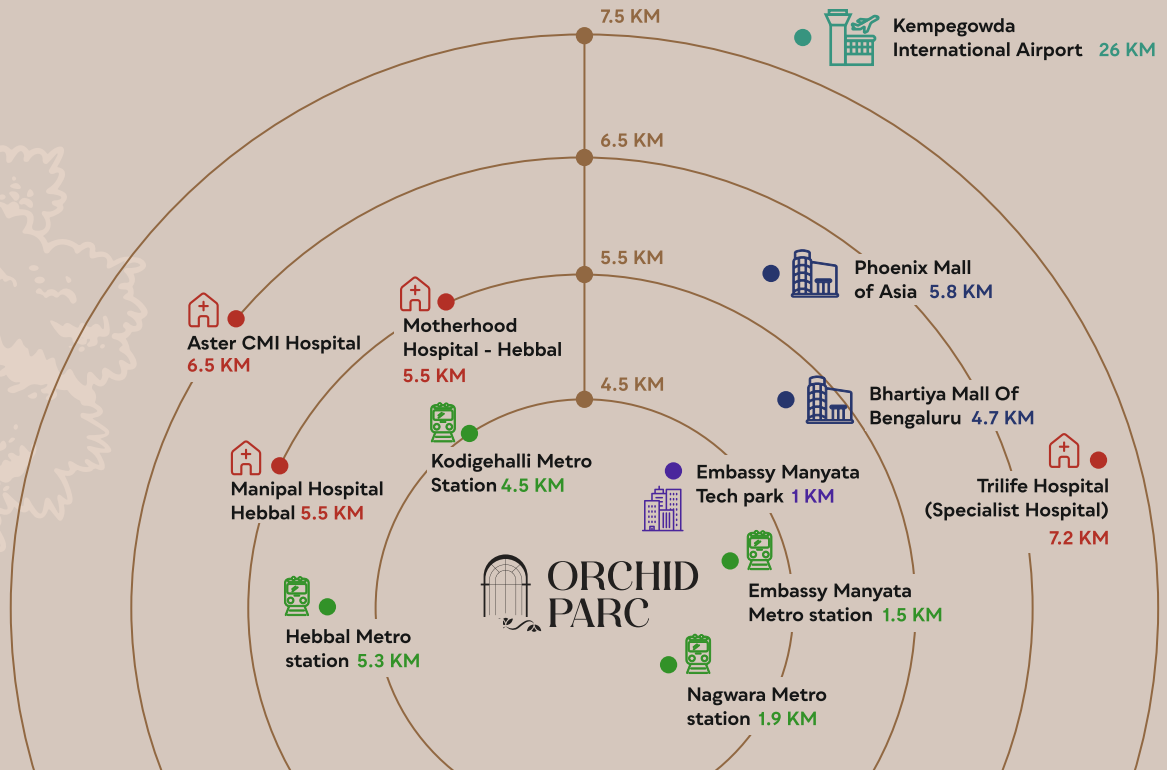 7.5 KM
Kempegowda
International Airport 26 KM
6.5 KM
5.5 KM
Phoenix Mall
of Asia 5.8 KM
Aster CMI Hospital
6.5 KM
Motherhood
Hospital - Hebbal
5.5 KM
4.5 KM
Bhartiya Mall Of
Bengaluru 4.7 KM
Kodigehalli Metro
Station 4.5 KM
Embassy Manyata
Tech park 1 KM
Manipal Hospital
Hebbal 5.5 KM
Trilife Hospital
(Specialist Hospital)
7.2 KM
ORCHID
PARC
Embassy Manyata
Metro station 1.5 KM
Hebbal Metro
station 5.3 KM
Nagwara Metro
station 1.9 KM